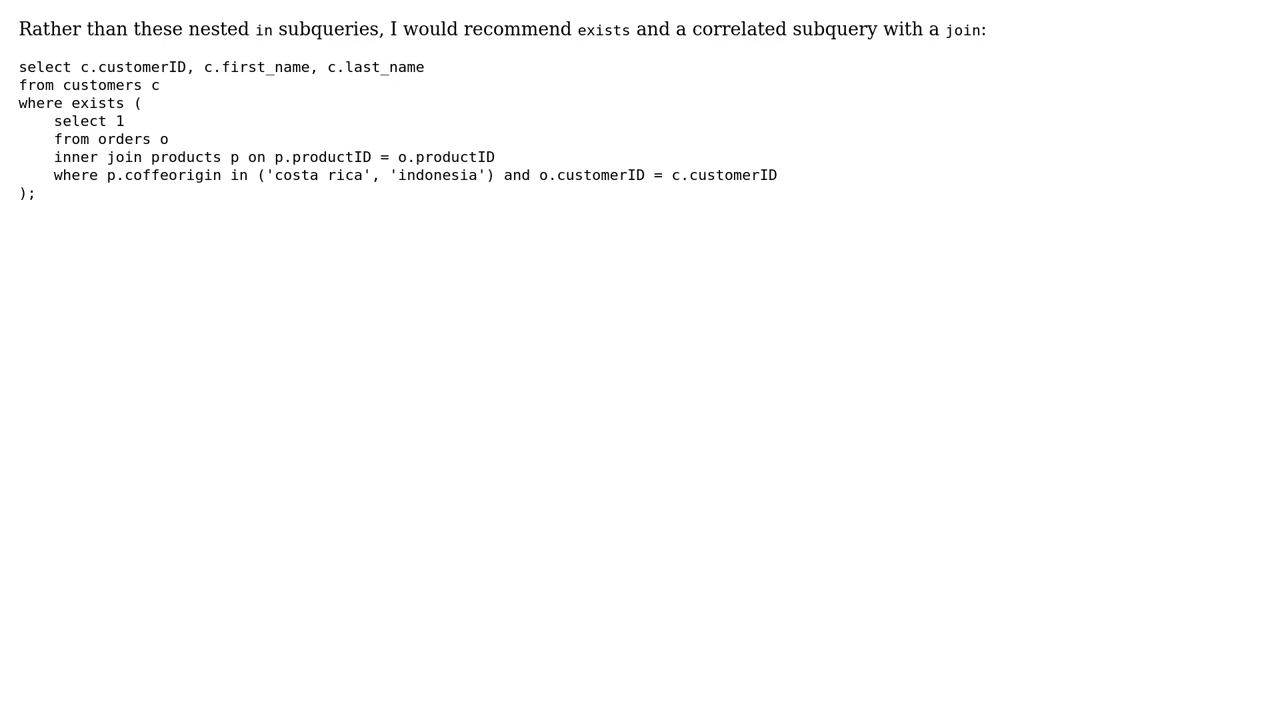 Rather than these nested in subqueries, I would recommend exists and a correlated subquery with a join:
select c.customerID, c.first_name, c.last_name
from customers c
where exists (
    select 1
    from orders o
    inner join products p on p.productID = o.productID
    where p.coffeorigin in ('costa rica', 'indonesia') and o.customerID = c.customerID
);